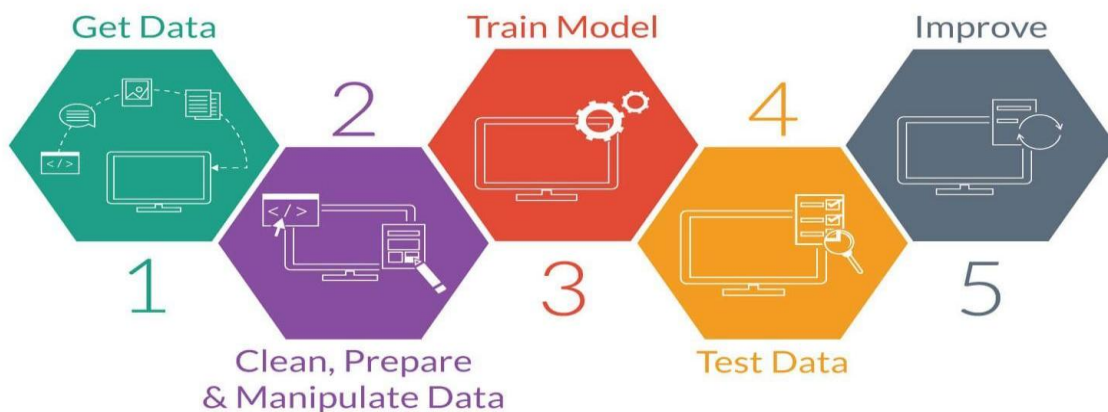 Get Data
1
</>
2
</>
Clean, Prepare
& Manipulate Data
Train Model
3
4
Test Data
Improve
5